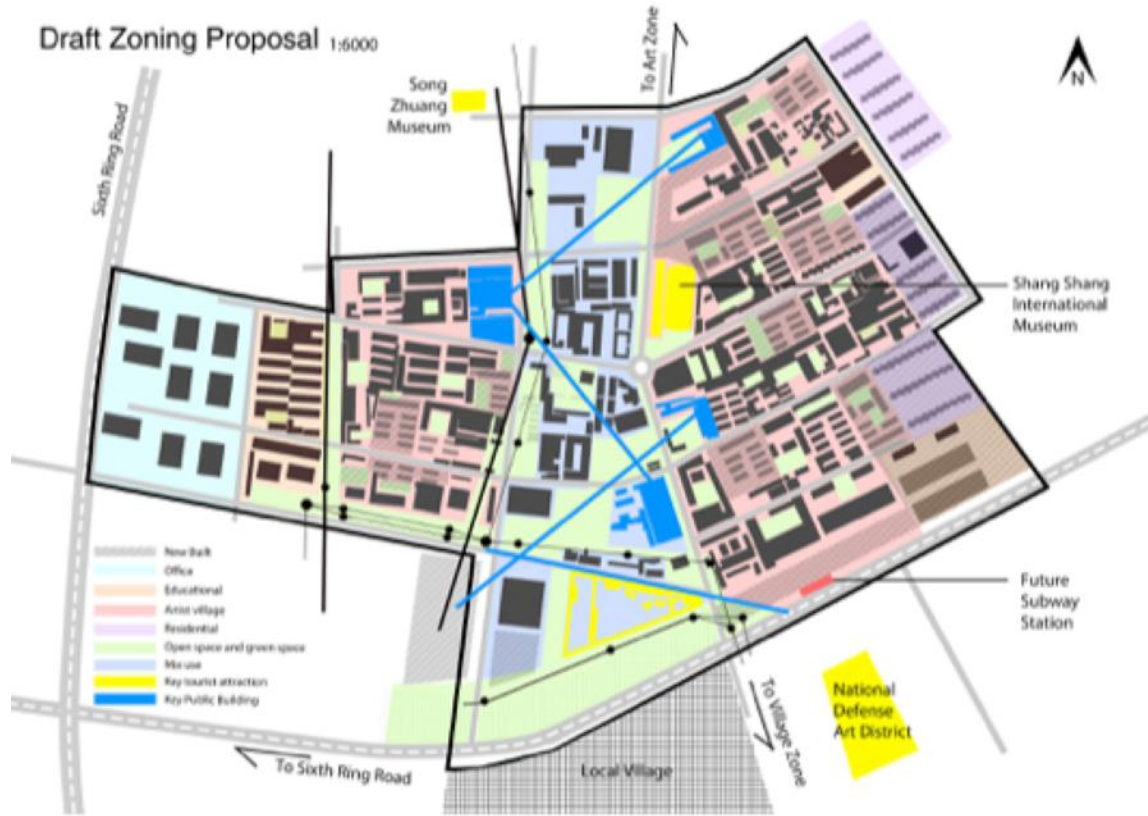 Draft Zoning Proposal 1:6000
Song
Zhuang
Museum
To Art Zone
N
Sixth Ring Road
Shang Shang
International
Museum
New Built
Office
Educational
Artist village
Residential
Open space and green space
Mix use
Key tourist attraction
Key Public Building
Future
Subway
Station
National
Defense
Art District
To Village Zone
To Sixth Ring Road
Local Village